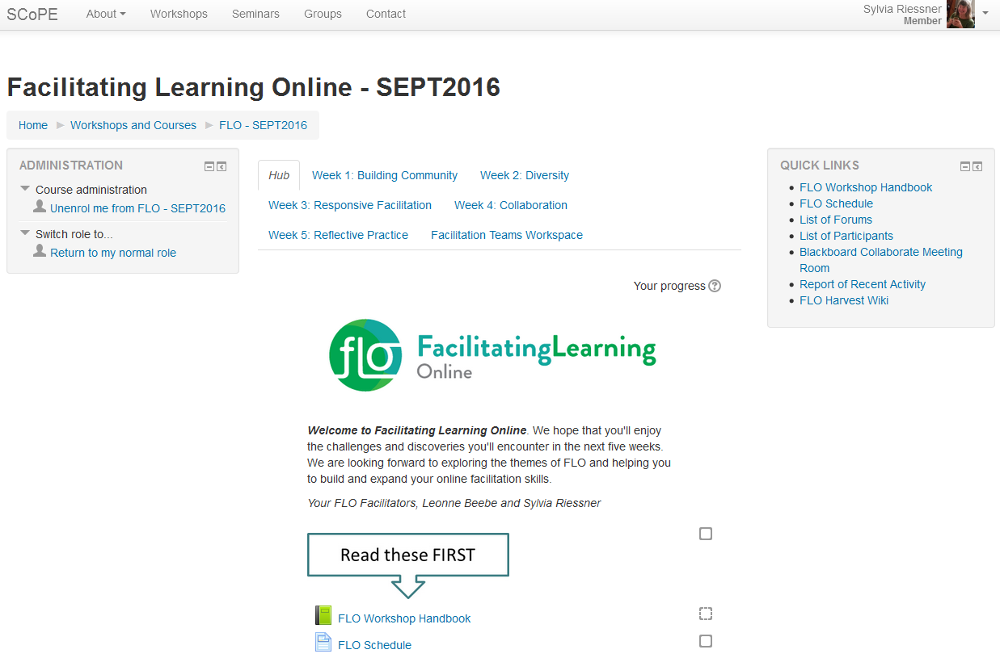 SCoPE About Workshops Seminars Groups Contact
Sylvia Riessner
Member
Facilitating Learning Online - SEPT2016
Home Workshops and Courses FLO - SEPT2016
ADMINISTRATION
Course administration
Unenrol me from FLO - SEPT2016
Switch role to...
Return to my normal role
Hub Week 1: Building Community Week 2: Diversity
Week 3: Responsive Facilitation Week 4: Collaboration
Week 5: Reflective Practice Facilitation Teams Workspace
Your progress ?
flo FacilitatingLearning
Online
Welcome to Facilitating Learning Online. We hope that you'll enjoy
the challenges and discoveries you'll encounter in the next five weeks.
We are looking forward to exploring the themes of FLO and helping you
to build and expand your online facilitation skills.
Your FLO Facilitators, Leonne Beebe and Sylvia Riessner
Read these FIRST
FLO Workshop Handbook
FLO Schedule
QUICK LINKS
FLO Workshop Handbook
FLO Schedule
List of Forums
List of Participants
Blackboard Collaborate Meeting
Room
Report of Recent Activity
FLO Harvest Wiki